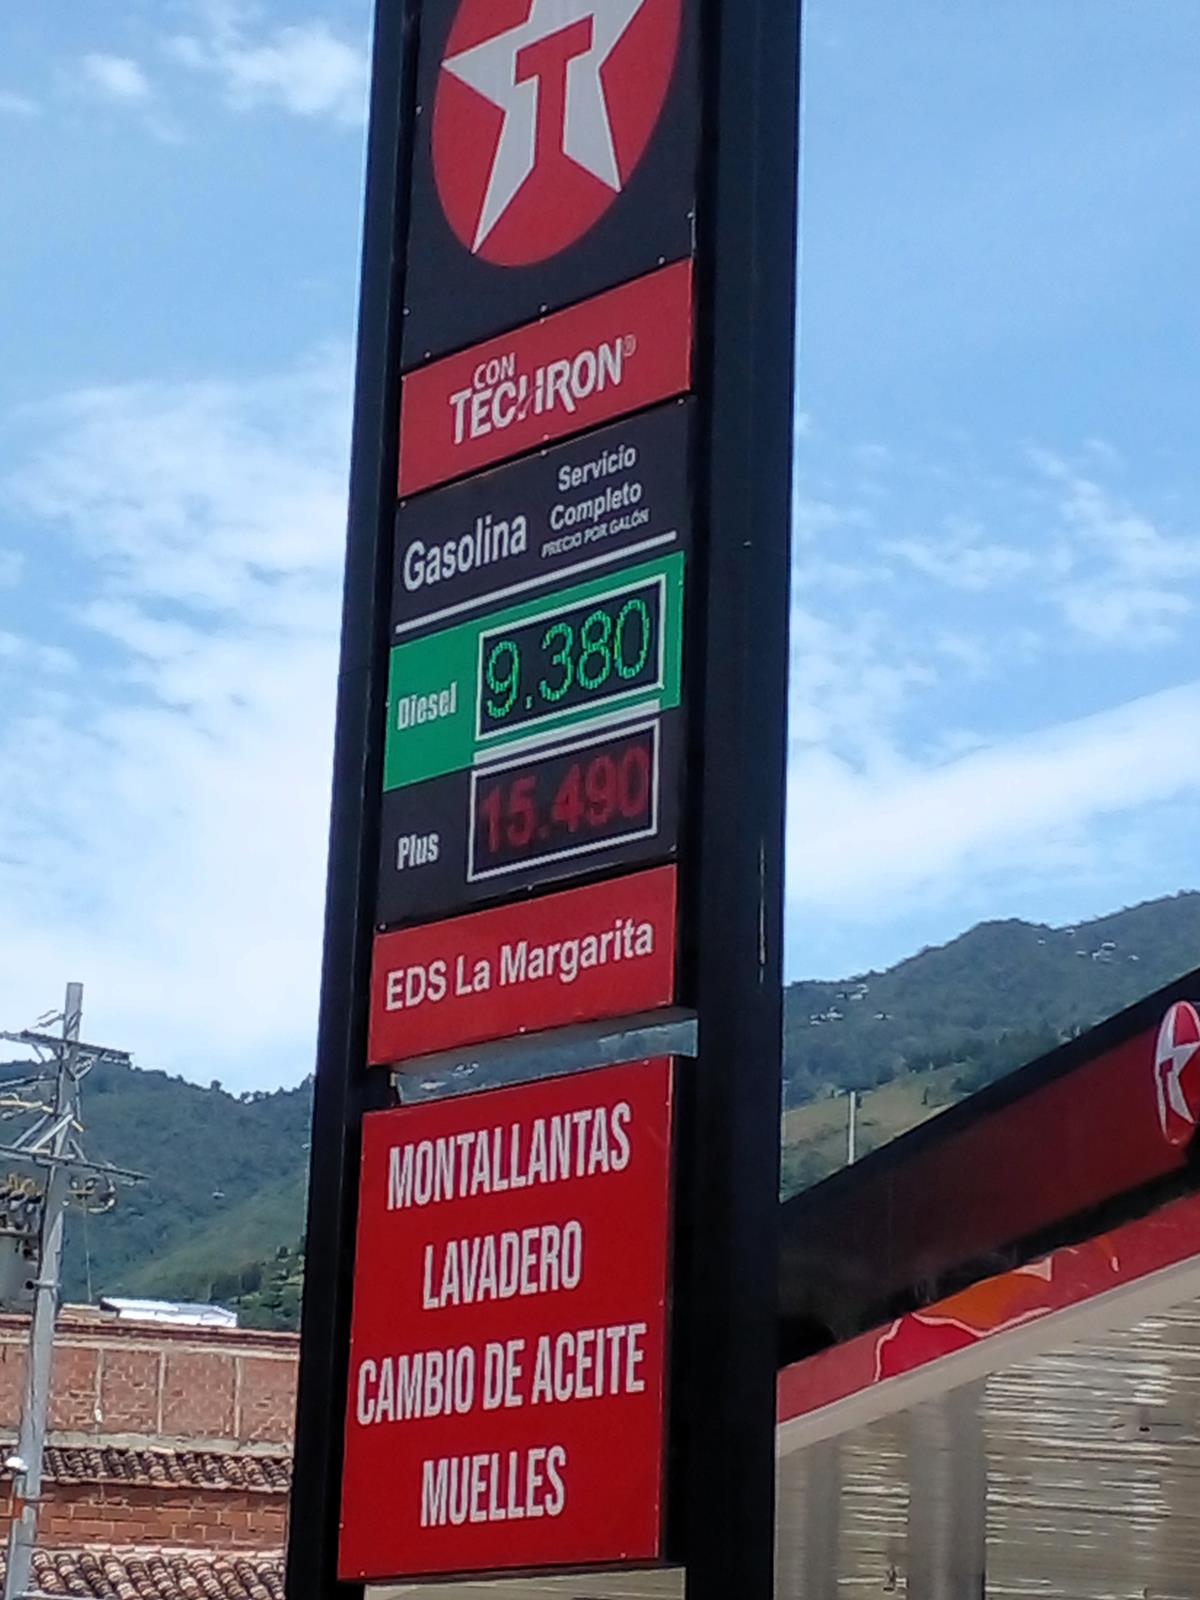 T
CON
TECHRON®
Gasolina
Servicio
Completo
PRECIO POR GALÓN
Diesel
9.380
Plus
15.490
EDS La Margarita
MONTALLANTAS
LAVADERO
CAMBIO DE ACEITE
MUELLES
T